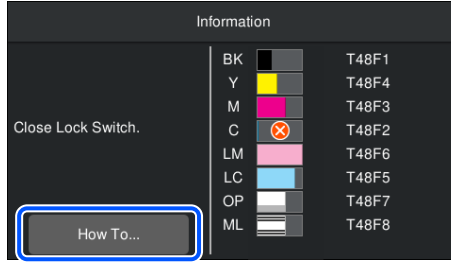 Information
Close Lock Switch.
How To...
BK T48F1
Y T48F4
M T48F3
C T48F2
LM T48F6
LC T48F5
OP T48F7
ML T48F8